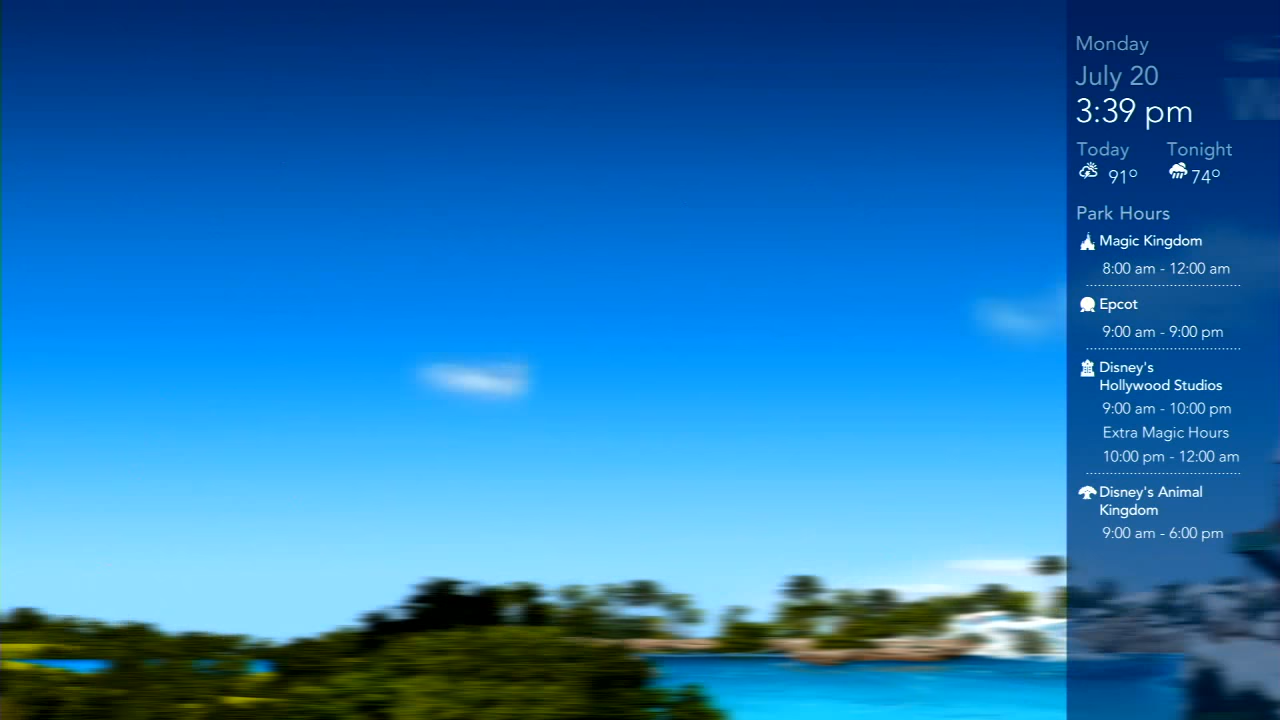 Monday
July 20
3:39 pm
Today Tonight
91° 74°
Park Hours
Magic Kingdom
8:00 am - 12:00 am
Epcot
9:00 am - 9:00 pm
Disney's
Hollywood Studios
9:00 am - 10:00 pm
Extra Magic Hours
10:00 pm - 12:00 am
Disney's Animal
Kingdom
9:00 am - 6:00 pm